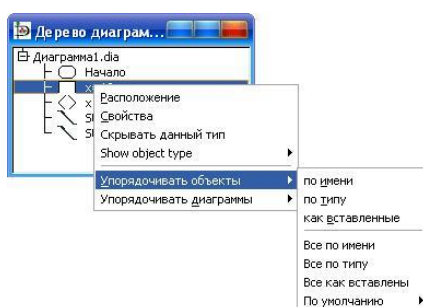 Дерево диаграм...
Диаграмма1.dia
Начало
Расположение
Свойства
Скрывать данный тип
Show object type
Упорядочивать объекты
Упорядочивать диаграммы
по имени
по типу
как вставленные
Все по имени
Все по типу
Все как вставлены
По умолчанию